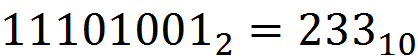 11101001₂ = 233₁₀